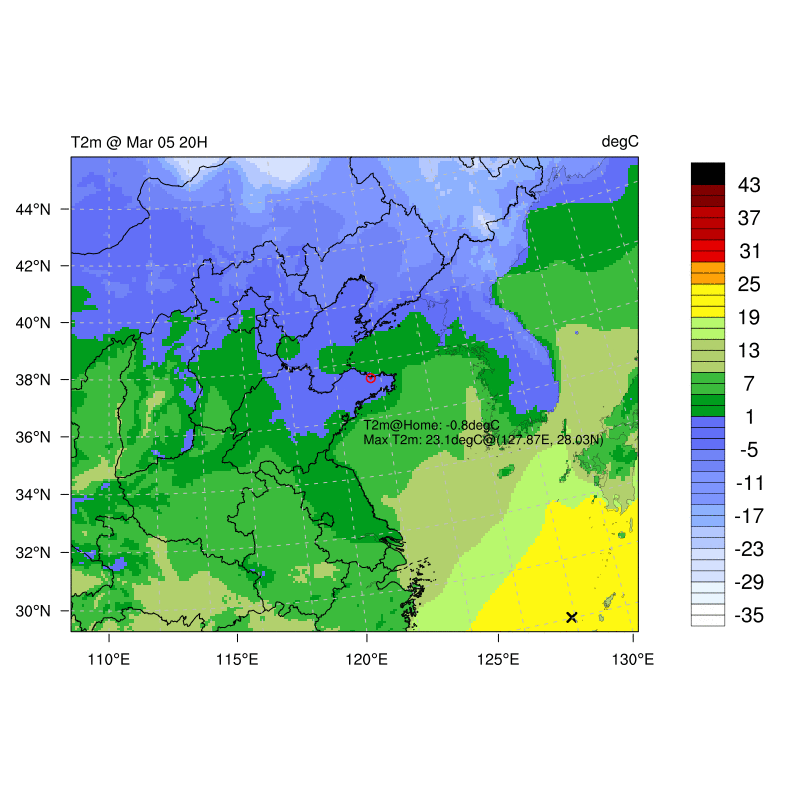 T2m @ Mar 05 20H
degC
44°N
42°N
40°N
38°N
36°N
34°N
32°N
30°N
110°E
115°E
120°E
125°E
130°E
T2m@Home: -0.8degC
Max T2m: 23.1degC@(127.87E, 28.03N)
43
37
31
25
19
13
7
1
-5
-11
-17
-23
-29
-35